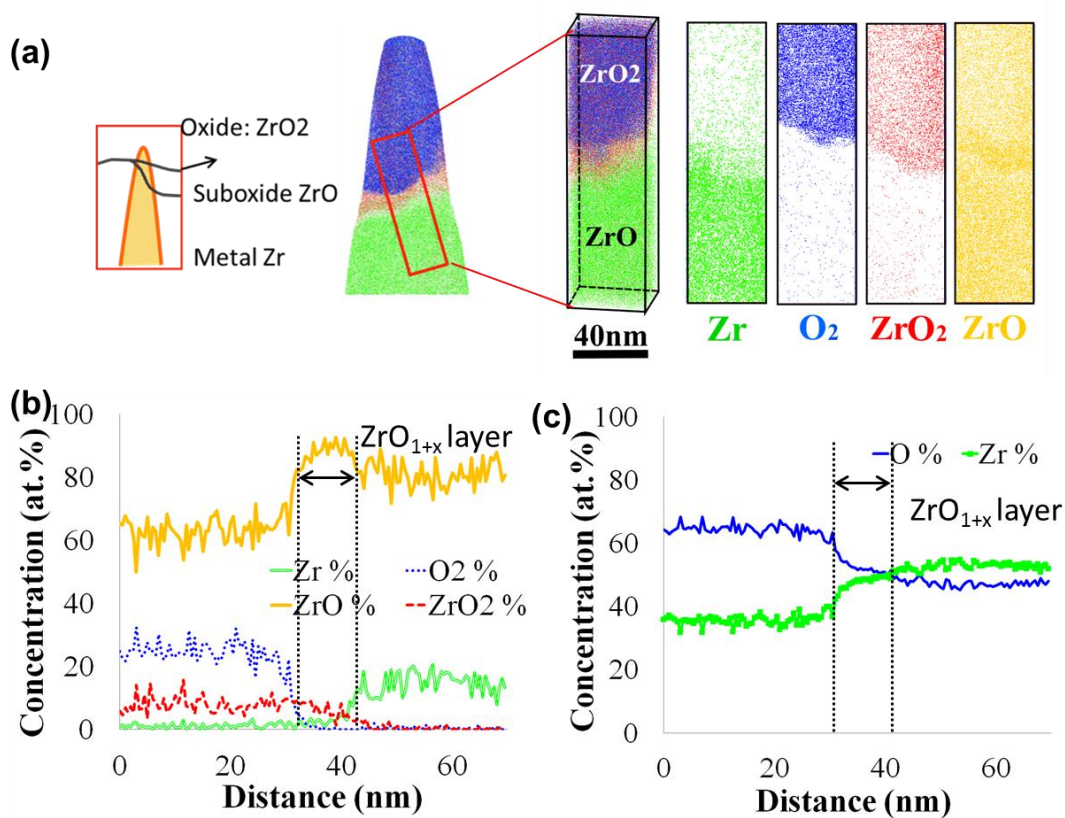 (a)
Oxide: ZrO2
Suboxide ZrO
Metal Zr
ZrO2
ZrO
40nm
Zr O₂ ZrO₂ ZrO
(b)
Concentration (at.%)
100
80
60
40
20
0
ZrO₁₊ₓ layer
Zr % O2 %
ZrO % ZrO2 %
0 20 40 60
Distance (nm)
(c)
Concentration (at.%)
100
80
60
40
20
0
O % Zr %
ZrO₁₊ₓ layer
0 20 40 60
Distance (nm)